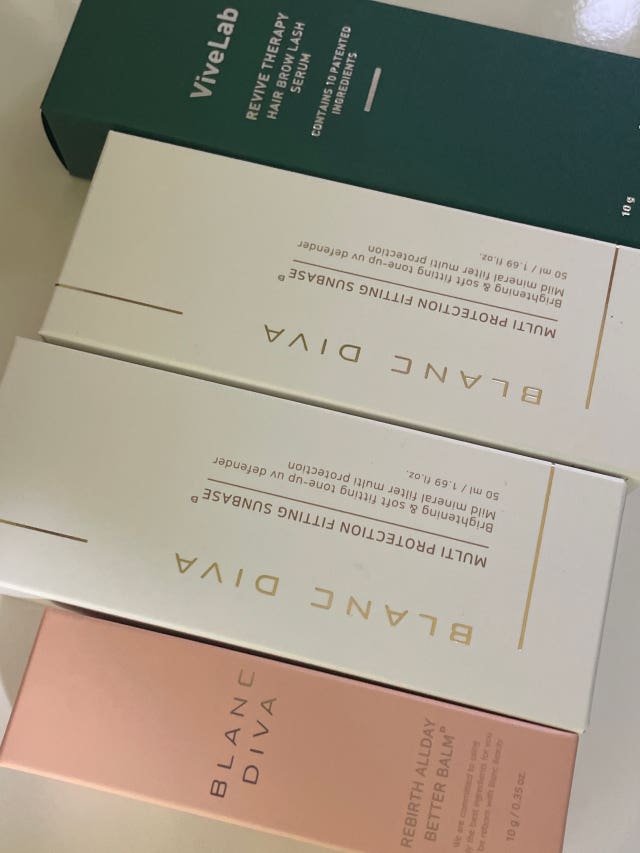 ViveLab
REVIVE THERAPY
HAIR BROW LASH
SERUM
CONTAINS 10 PATENTED
INGREDIENTS
10 g
BLANC DIVA
MULTI PROTECTION FITTING SUNBASE
Brightening & soft fitting tone-up uv defender
Mild mineral filter multi protection
50 ml / 1.69 fl.oz.
BLANC DIVA
MULTI PROTECTION FITTING SUNBASE
Brightening & soft fitting tone-up uv defender
Mild mineral filter multi protection
50 ml / 1.69 fl.oz.
BLANC
DIVA
REBIRTH ALLDAY
BETTER BALM
We are committed to using
the best ingredients for you
reborn with Blanc Beauty
10 g / 0.35 oz.